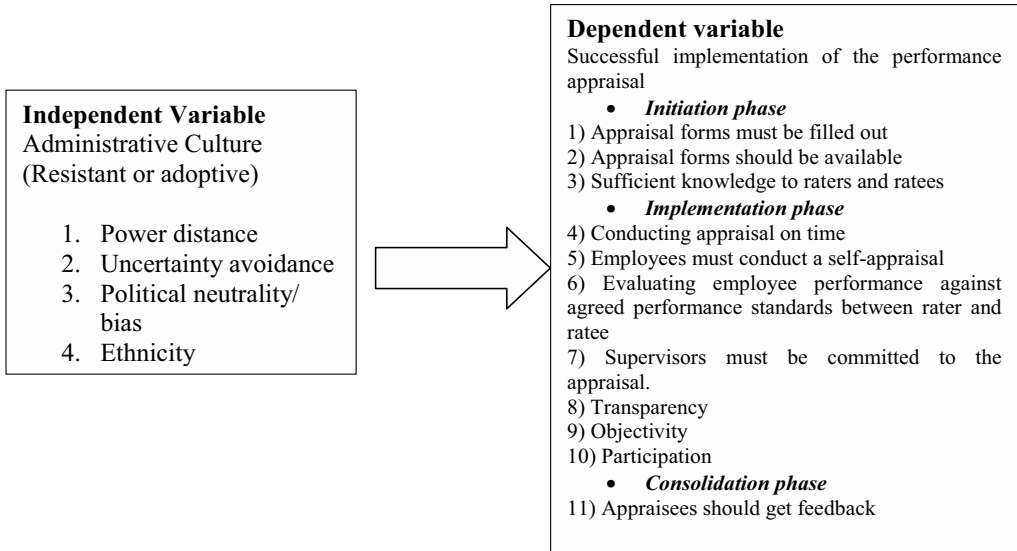 Independent Variable
Administrative Culture
(Resistant or adoptive)
1. Power distance
2. Uncertainty avoidance
3. Political neutrality/
bias
4. Ethnicity
Dependent variable
Successful implementation of the performance
appraisal
• Initiation phase
1) Appraisal forms must be filled out
2) Appraisal forms should be available
3) Sufficient knowledge to raters and ratees
• Implementation phase
4) Conducting appraisal on time
5) Employees must conduct a self-appraisal
6) Evaluating employee performance against
agreed performance standards between rater and
ratee
7) Supervisors must be committed to the
appraisal.
8) Transparency
9) Objectivity
10) Participation
• Consolidation phase
11) Appraisees should get feedback